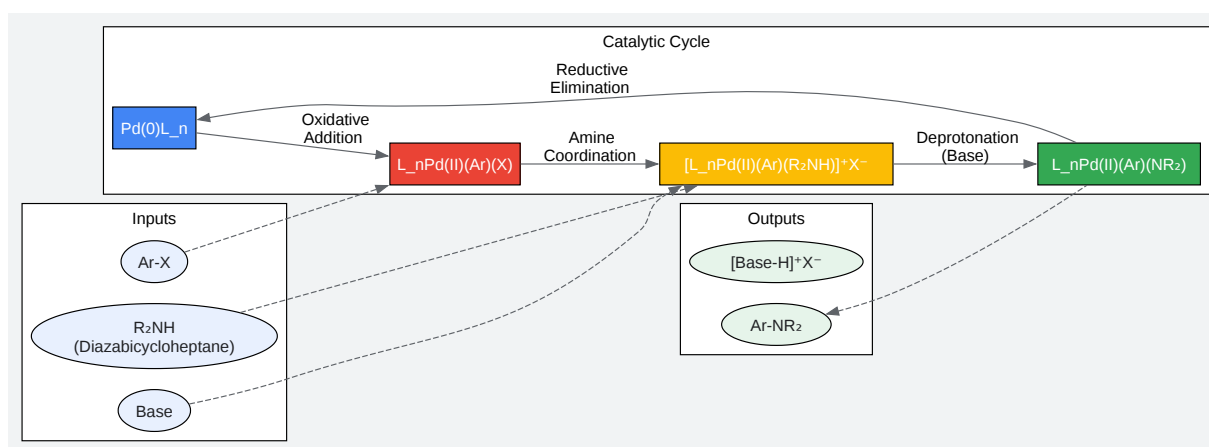 Catalytic Cycle
Reductive
Elimination
Pd(0)L_n
Oxidative
Addition
L_nPd(II)(Ar)(X)
Amine
Coordination
[L_nPd(II)(Ar)(R₂NH)]⁺X⁻
Deprotonation
(Base)
L_nPd(II)(Ar)(NR₂)
Inputs
Ar-X
R₂NH
(Diazabicycloheptane)
Base
Outputs
[Base-H]⁺X⁻
Ar-NR₂